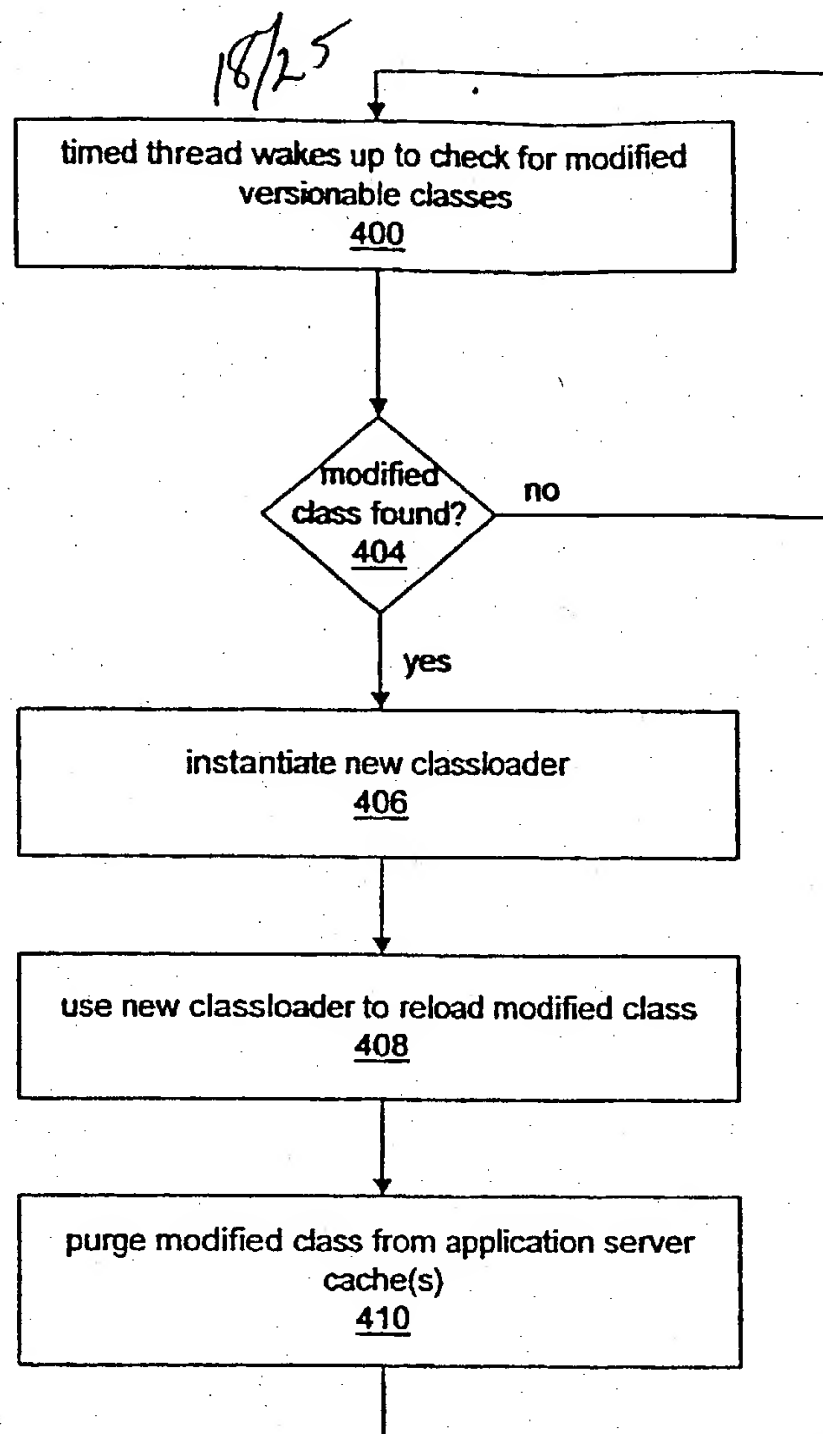 18/25
timed thread wakes up to check for modified
versionable classes
400
modified
class found?
404
no
yes
instantiate new classloader
406
use new classloader to reload modified class
408
purge modified class from application server
cache(s)
410